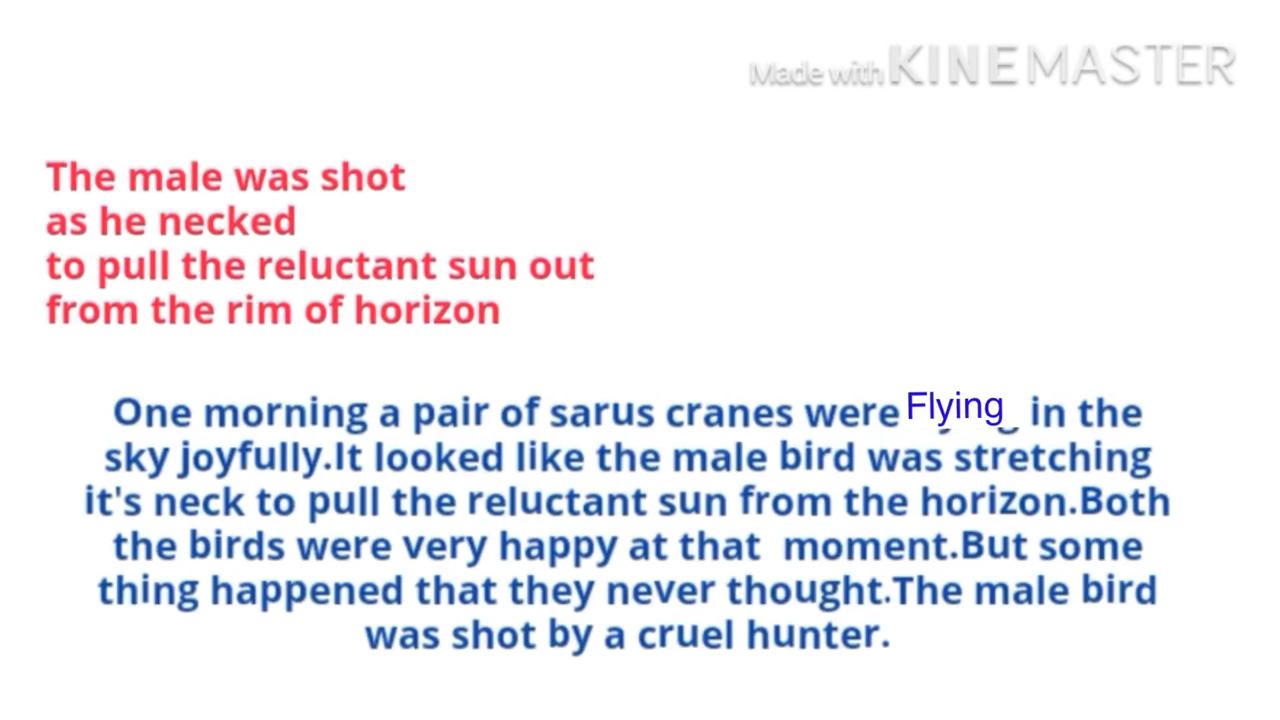 Made with KINEMASTER
The male was shot
as he necked
to pull the reluctant sun out
from the rim of horizon
One morning a pair of sarus cranes were Flying in the
sky joyfully.It looked like the male bird was stretching
it's neck to pull the reluctant sun from the horizon.Both
the birds were very happy at that  moment.But some
thing happened that they never thought.The male bird
was shot by a cruel hunter.